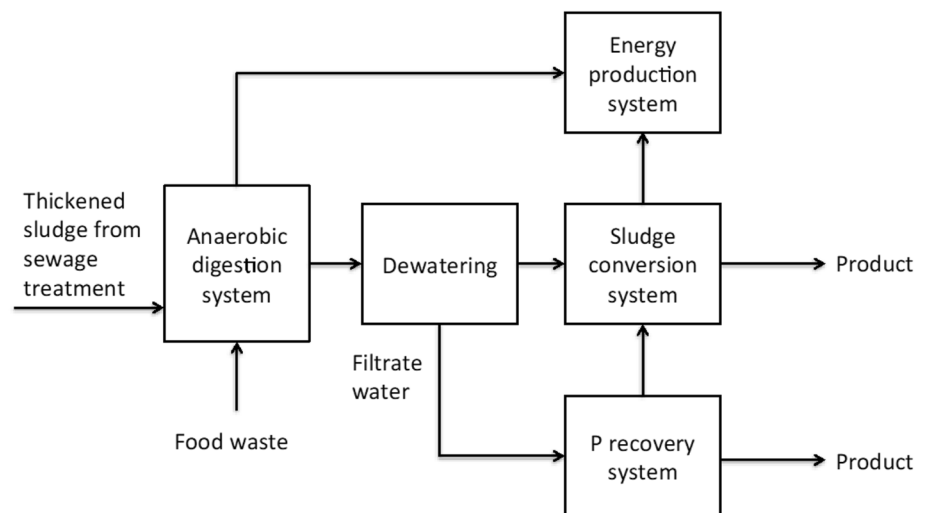 Energy
production
system
Thickened
sludge from
sewage
treatment
Anaerobic
digestion
system
Dewatering
Sludge
conversion
system
Product
Filtrate
water
Food waste
P recovery
system
Product